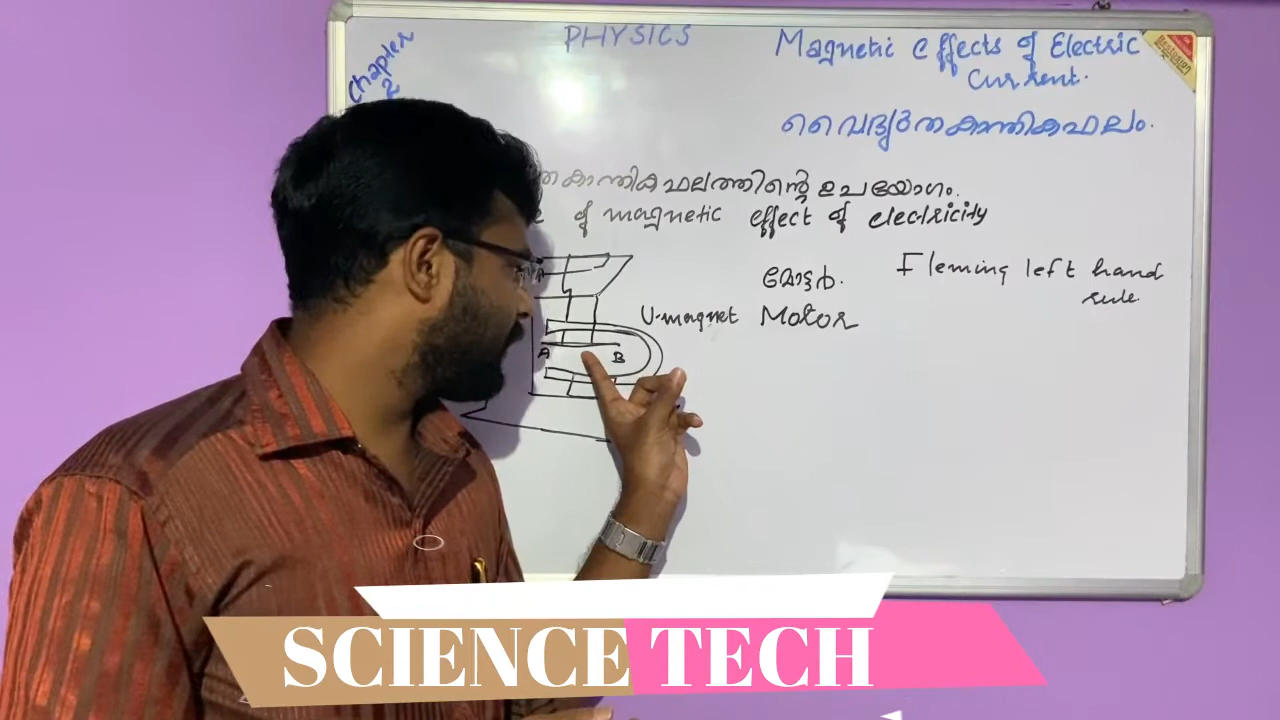 PHYSICS
Chapter
2
Magnetic effects of Electric
Current.
വൈദ്യുതകാന്തികഫലം.
കാന്തികഫലത്തിന്റെ ഉപയോഗം.
of magnetic effect of electricity
മോട്ടർ.
Fleming left hand
rule
U-magnet Motor
A
B
SCIENCE TECH